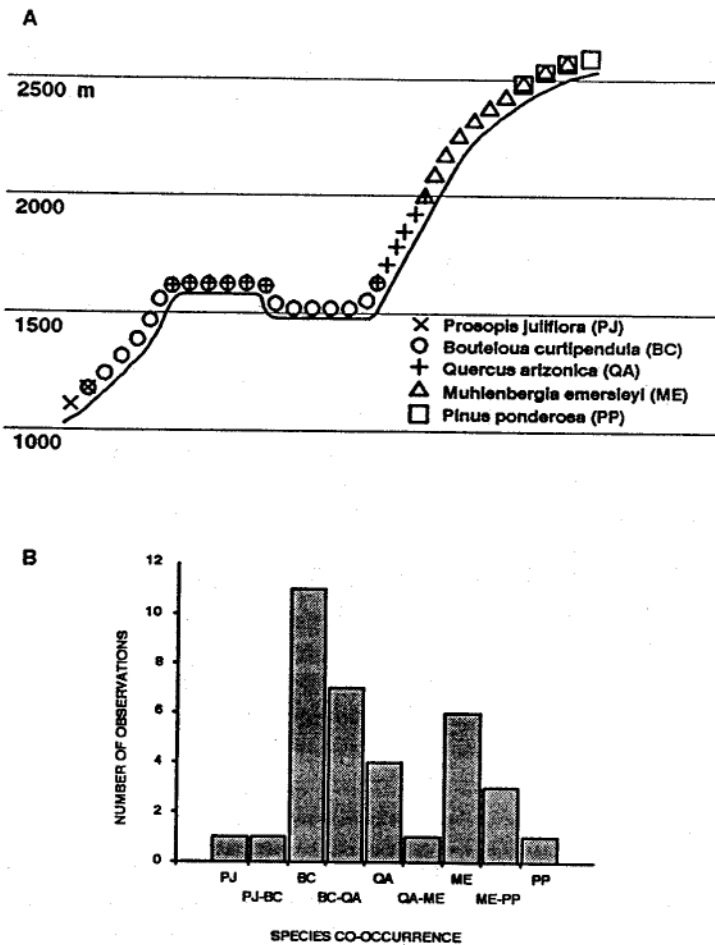 A
2500 m
2000
1500
1000
Prosopis juliflora (PJ)
Bouteloua curtipendula (BC)
Quercus arizonica (QA)
Muhlenbergia emersleyi (ME)
Pinus ponderosa (PP)
B
NUMBER OF OBSERVATIONS
12
10
8
6
4
2
0
PJ BC QA ME PP
PJ-BC BC-QA QA-ME ME-PP
SPECIES CO-OCCURRENCE